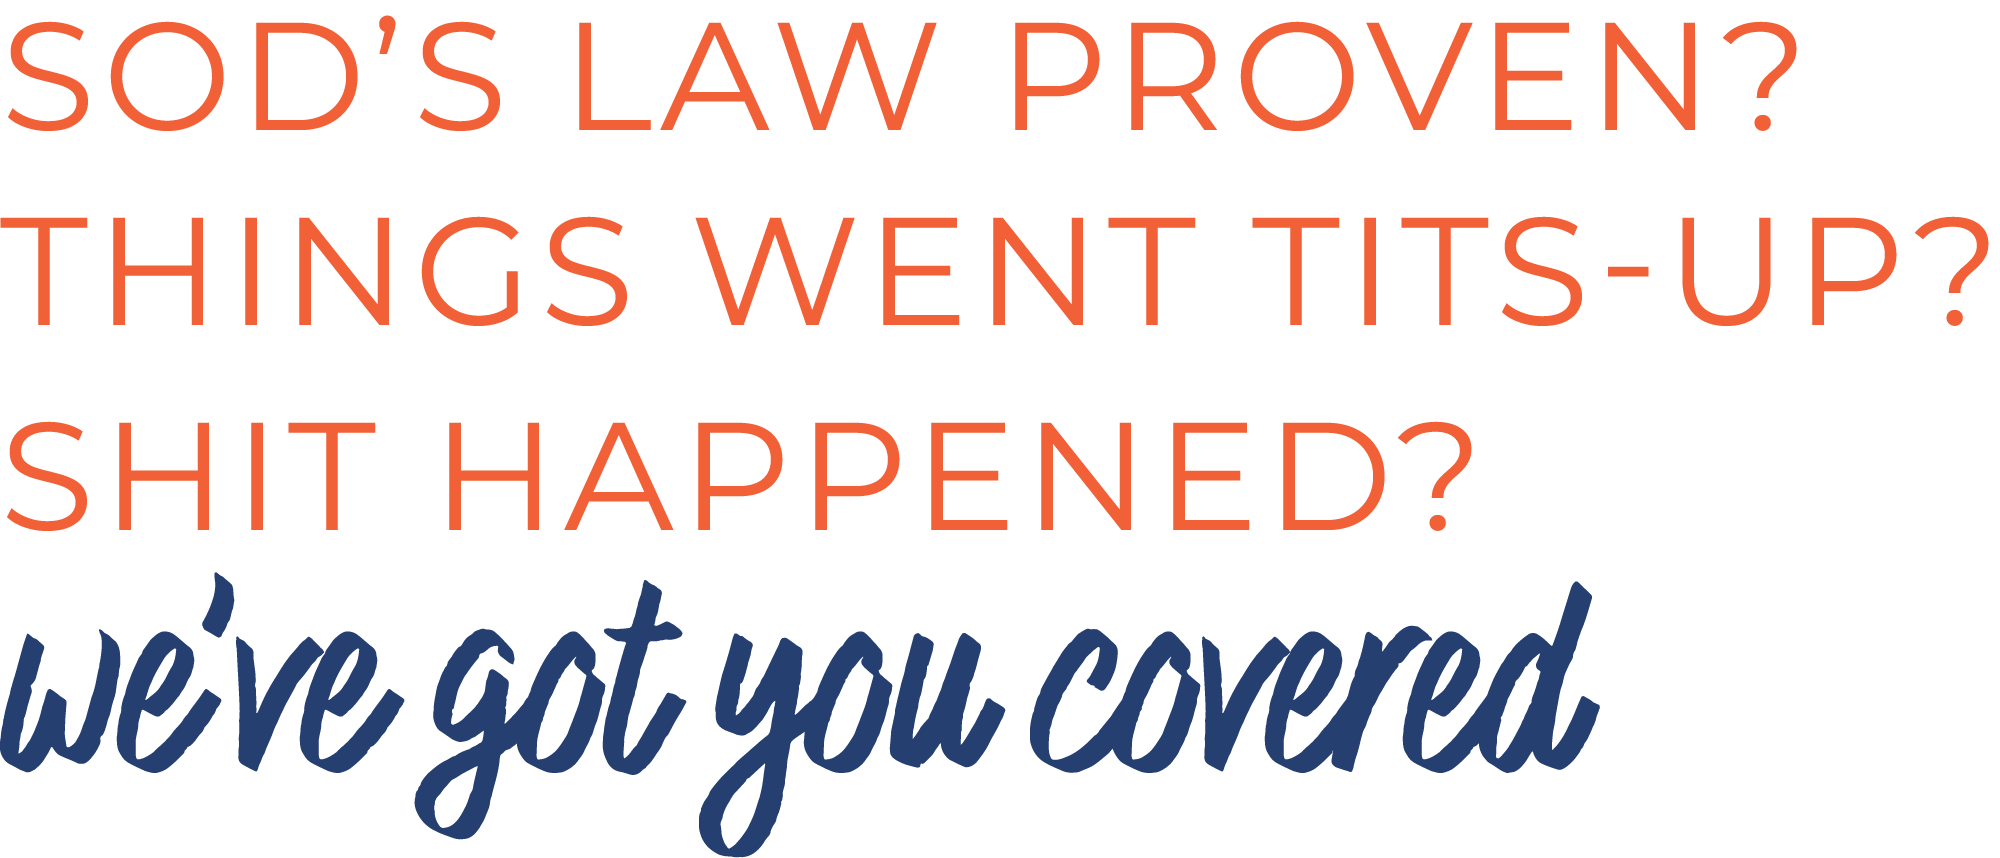 SOD’S LAW PROVEN?
THINGS WENT TITS-UP?
SHIT HAPPENED?
we've got you covered